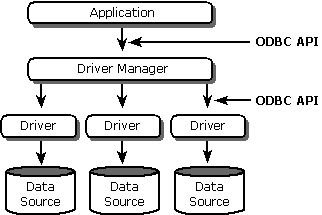 Application
ODBC API
Driver Manager
ODBC API
Driver Driver Driver
Data Data Data
Source Source Source